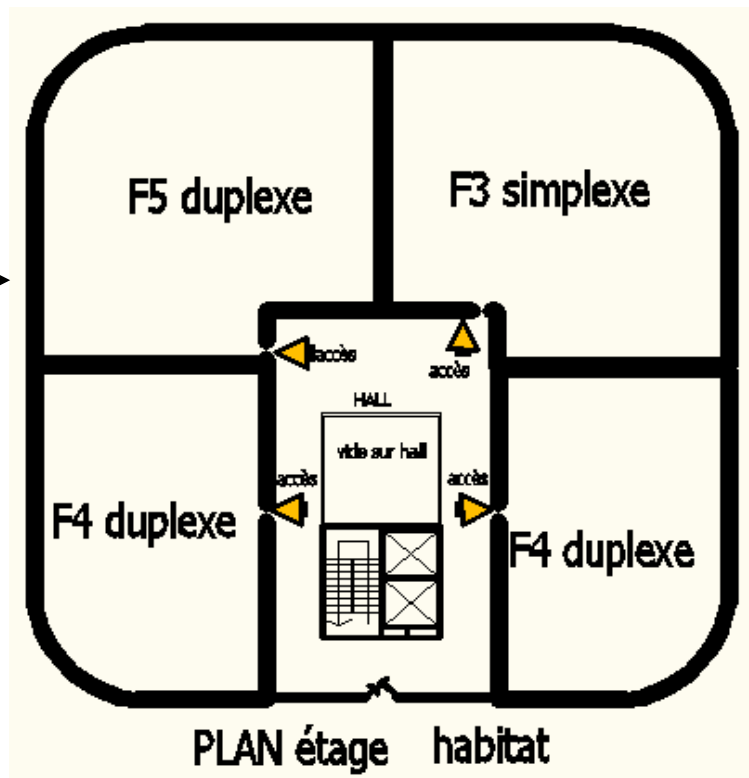 F5 duplexe
F3 simplexe
accès
accès
HALL
vide sur hall
accès
accès
F4 duplexe
F4 duplexe
PLAN étage habitat